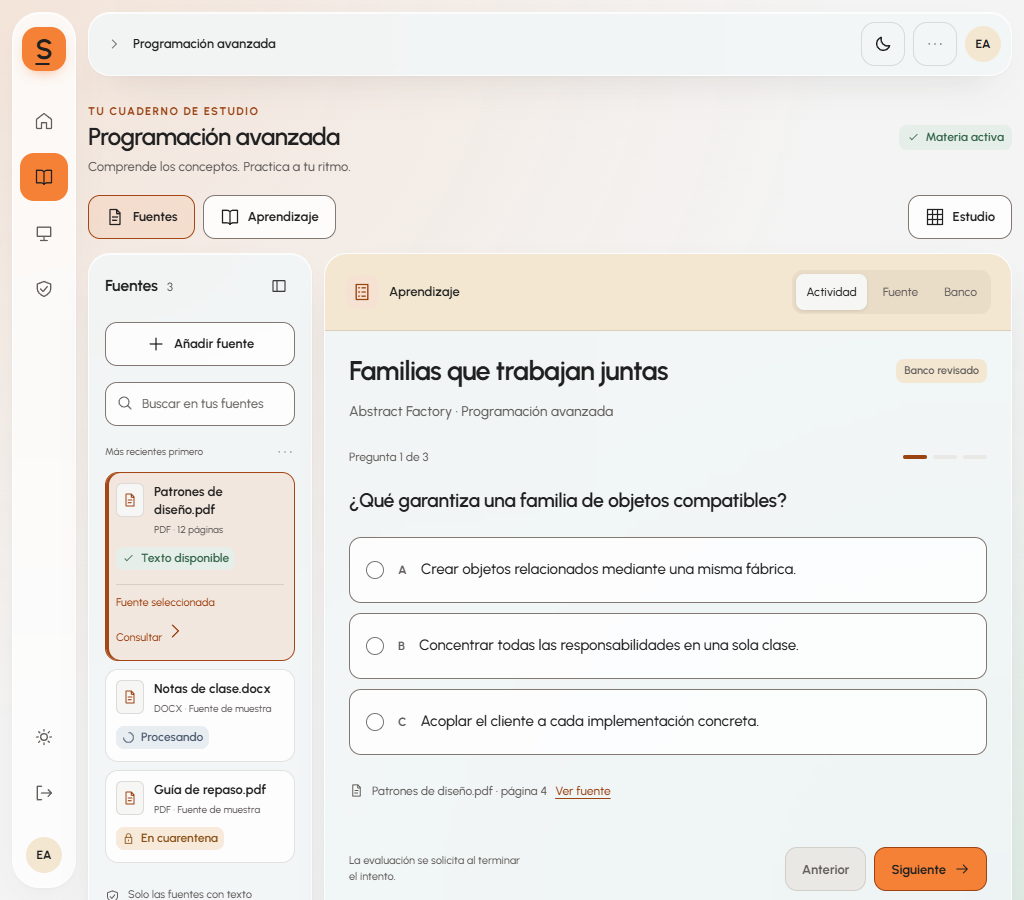 S
Programación avanzada
EA
TU CUADERNO DE ESTUDIO
Programación avanzada
Materia activa
Comprende los conceptos. Practica a tu ritmo.
Fuentes
Aprendizaje
Estudio
Fuentes 3
Añadir fuente
Buscar en tus fuentes
Más recientes primero
Patrones de
diseño.pdf
PDF · 12 páginas
Texto disponible
Fuente seleccionada
Consultar
Notas de clase.docx
DOCX · Fuente de muestra
Procesando
Guía de repaso.pdf
PDF · Fuente de muestra
En cuarentena
Solo las fuentes con texto
Aprendizaje
Actividad
Fuente
Banco
Familias que trabajan juntas
Banco revisado
Abstract Factory · Programación avanzada
Pregunta 1 de 3
¿Qué garantiza una familia de objetos compatibles?
A Crear objetos relacionados mediante una misma fábrica.
B Concentrar todas las responsabilidades en una sola clase.
C Acoplar el cliente a cada implementación concreta.
Patrones de diseño.pdf · página 4 Ver fuente
La evaluación se solicita al terminar
el intento.
Anterior
Siguiente
EA